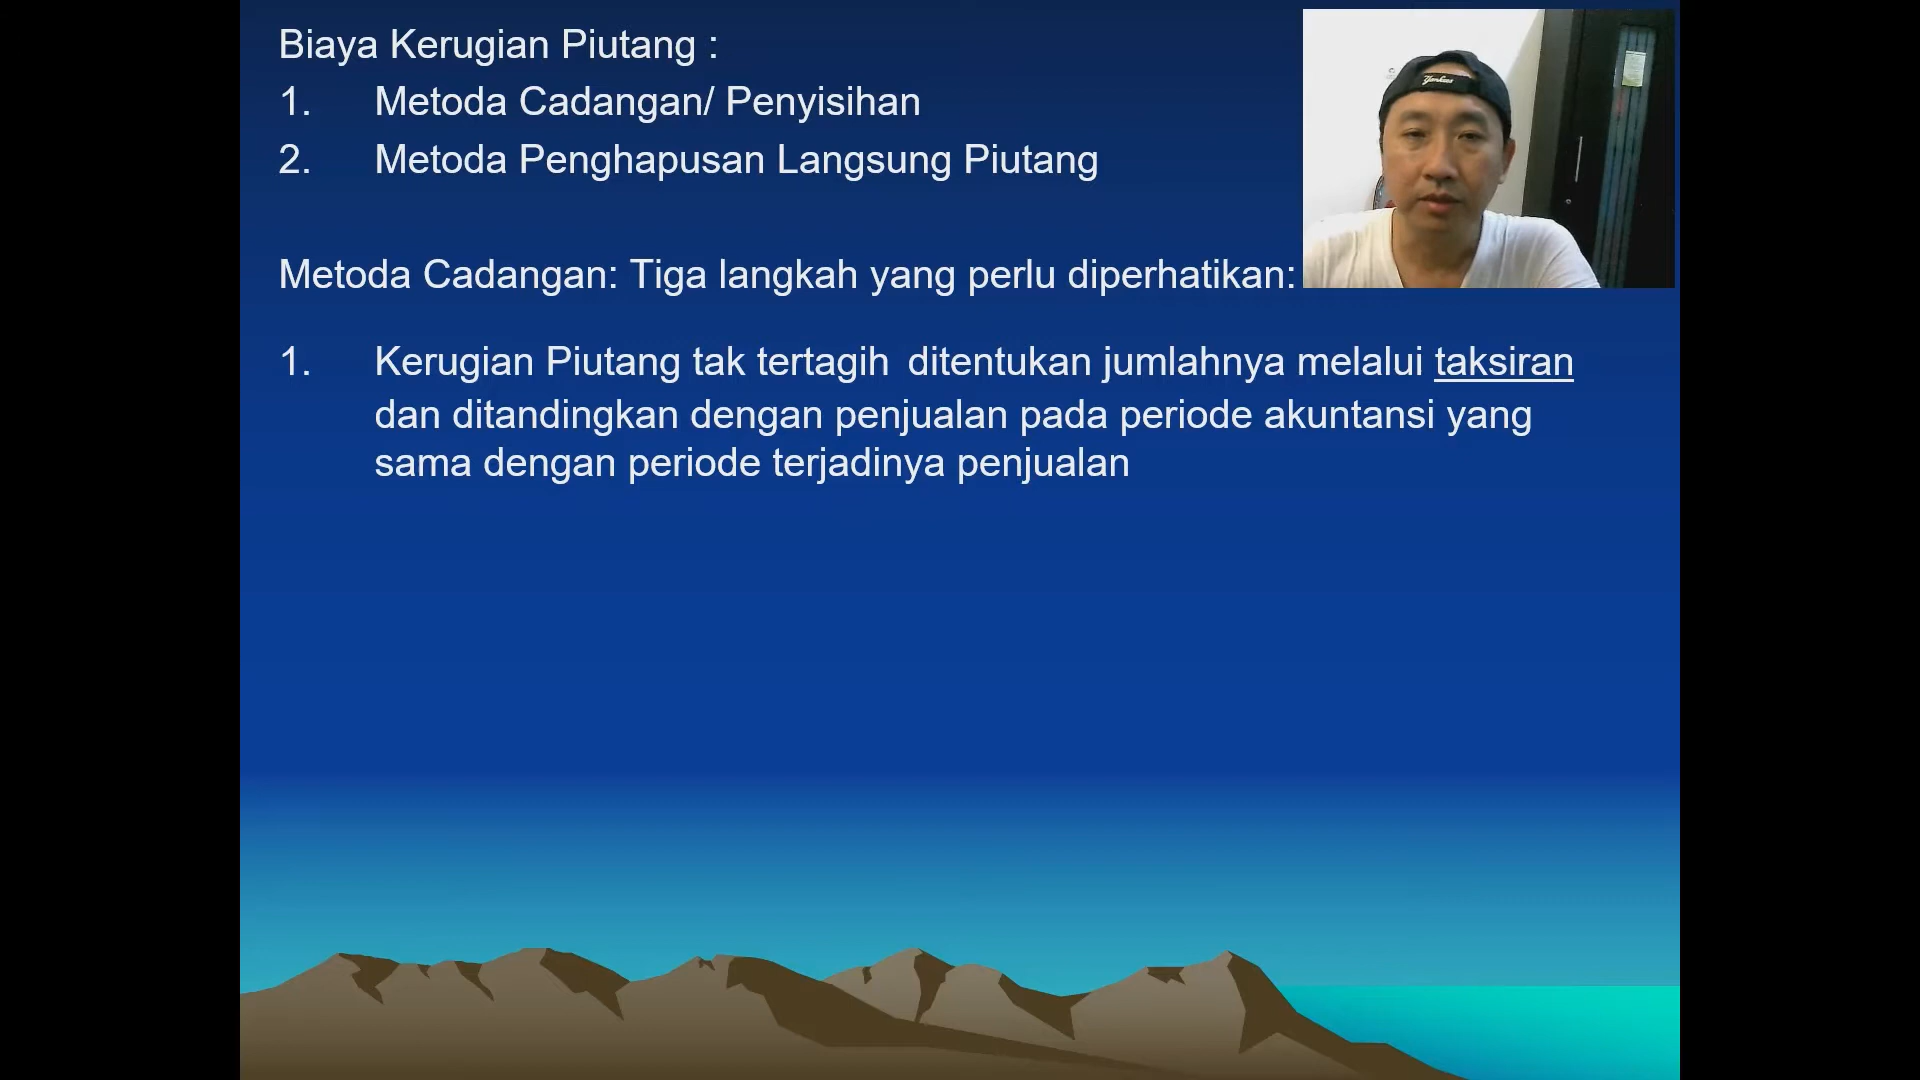 Biaya Kerugian Piutang :
1. Metoda Cadangan/ Penyisihan
2. Metoda Penghapusan Langsung Piutang
Metoda Cadangan: Tiga langkah yang perlu diperhatikan:
1. Kerugian Piutang tak tertagih ditentukan jumlahnya melalui taksiran
dan ditandingkan dengan penjualan pada periode akuntansi yang
sama dengan periode terjadinya penjualan